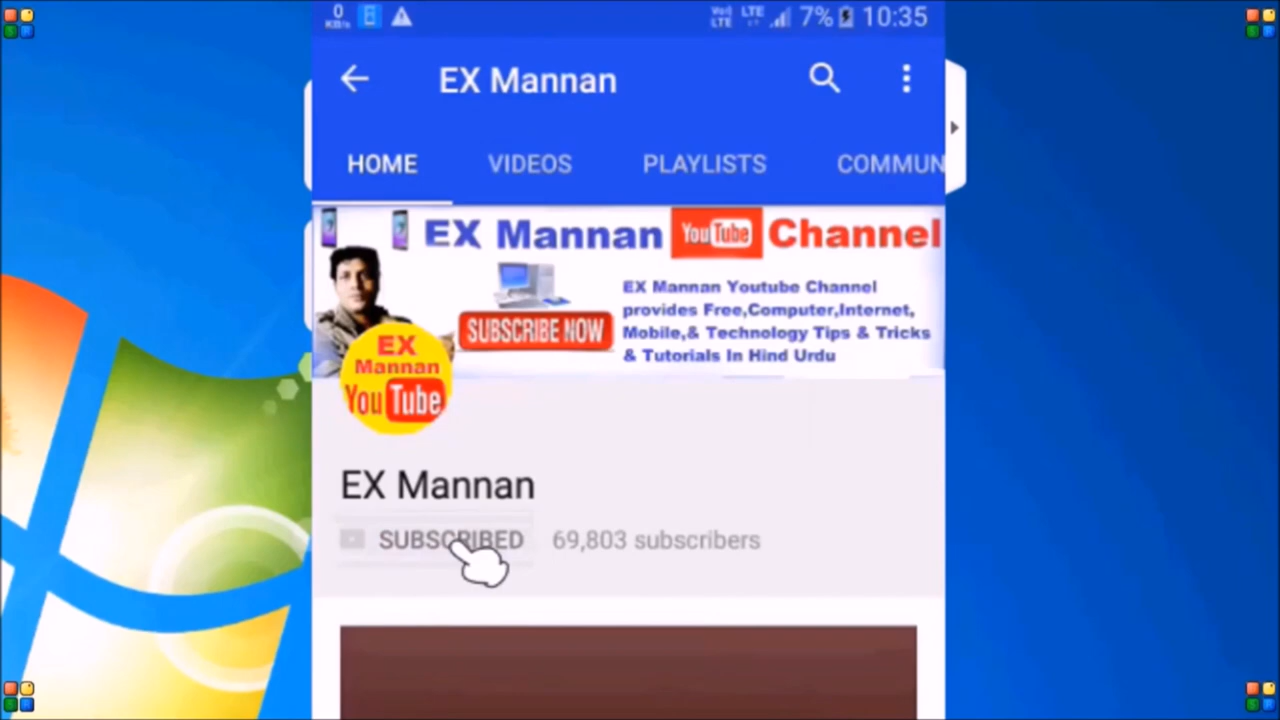 0
KB/s
VoI) LTE LTE 7% 10:35
EX Mannan
HOME VIDEOS PLAYLISTS COMMUN
EX Mannan YouTube Channel
EX Mannan Youtube Channel
provides Free,Computer,Internet,
Mobile,& Technology Tips & Tricks
& Tutorials In Hind Urdu
SUBSCRIBE NOW
EX
Mannan
YouTube
EX Mannan
SUBSCRIBED 69,803 subscribers